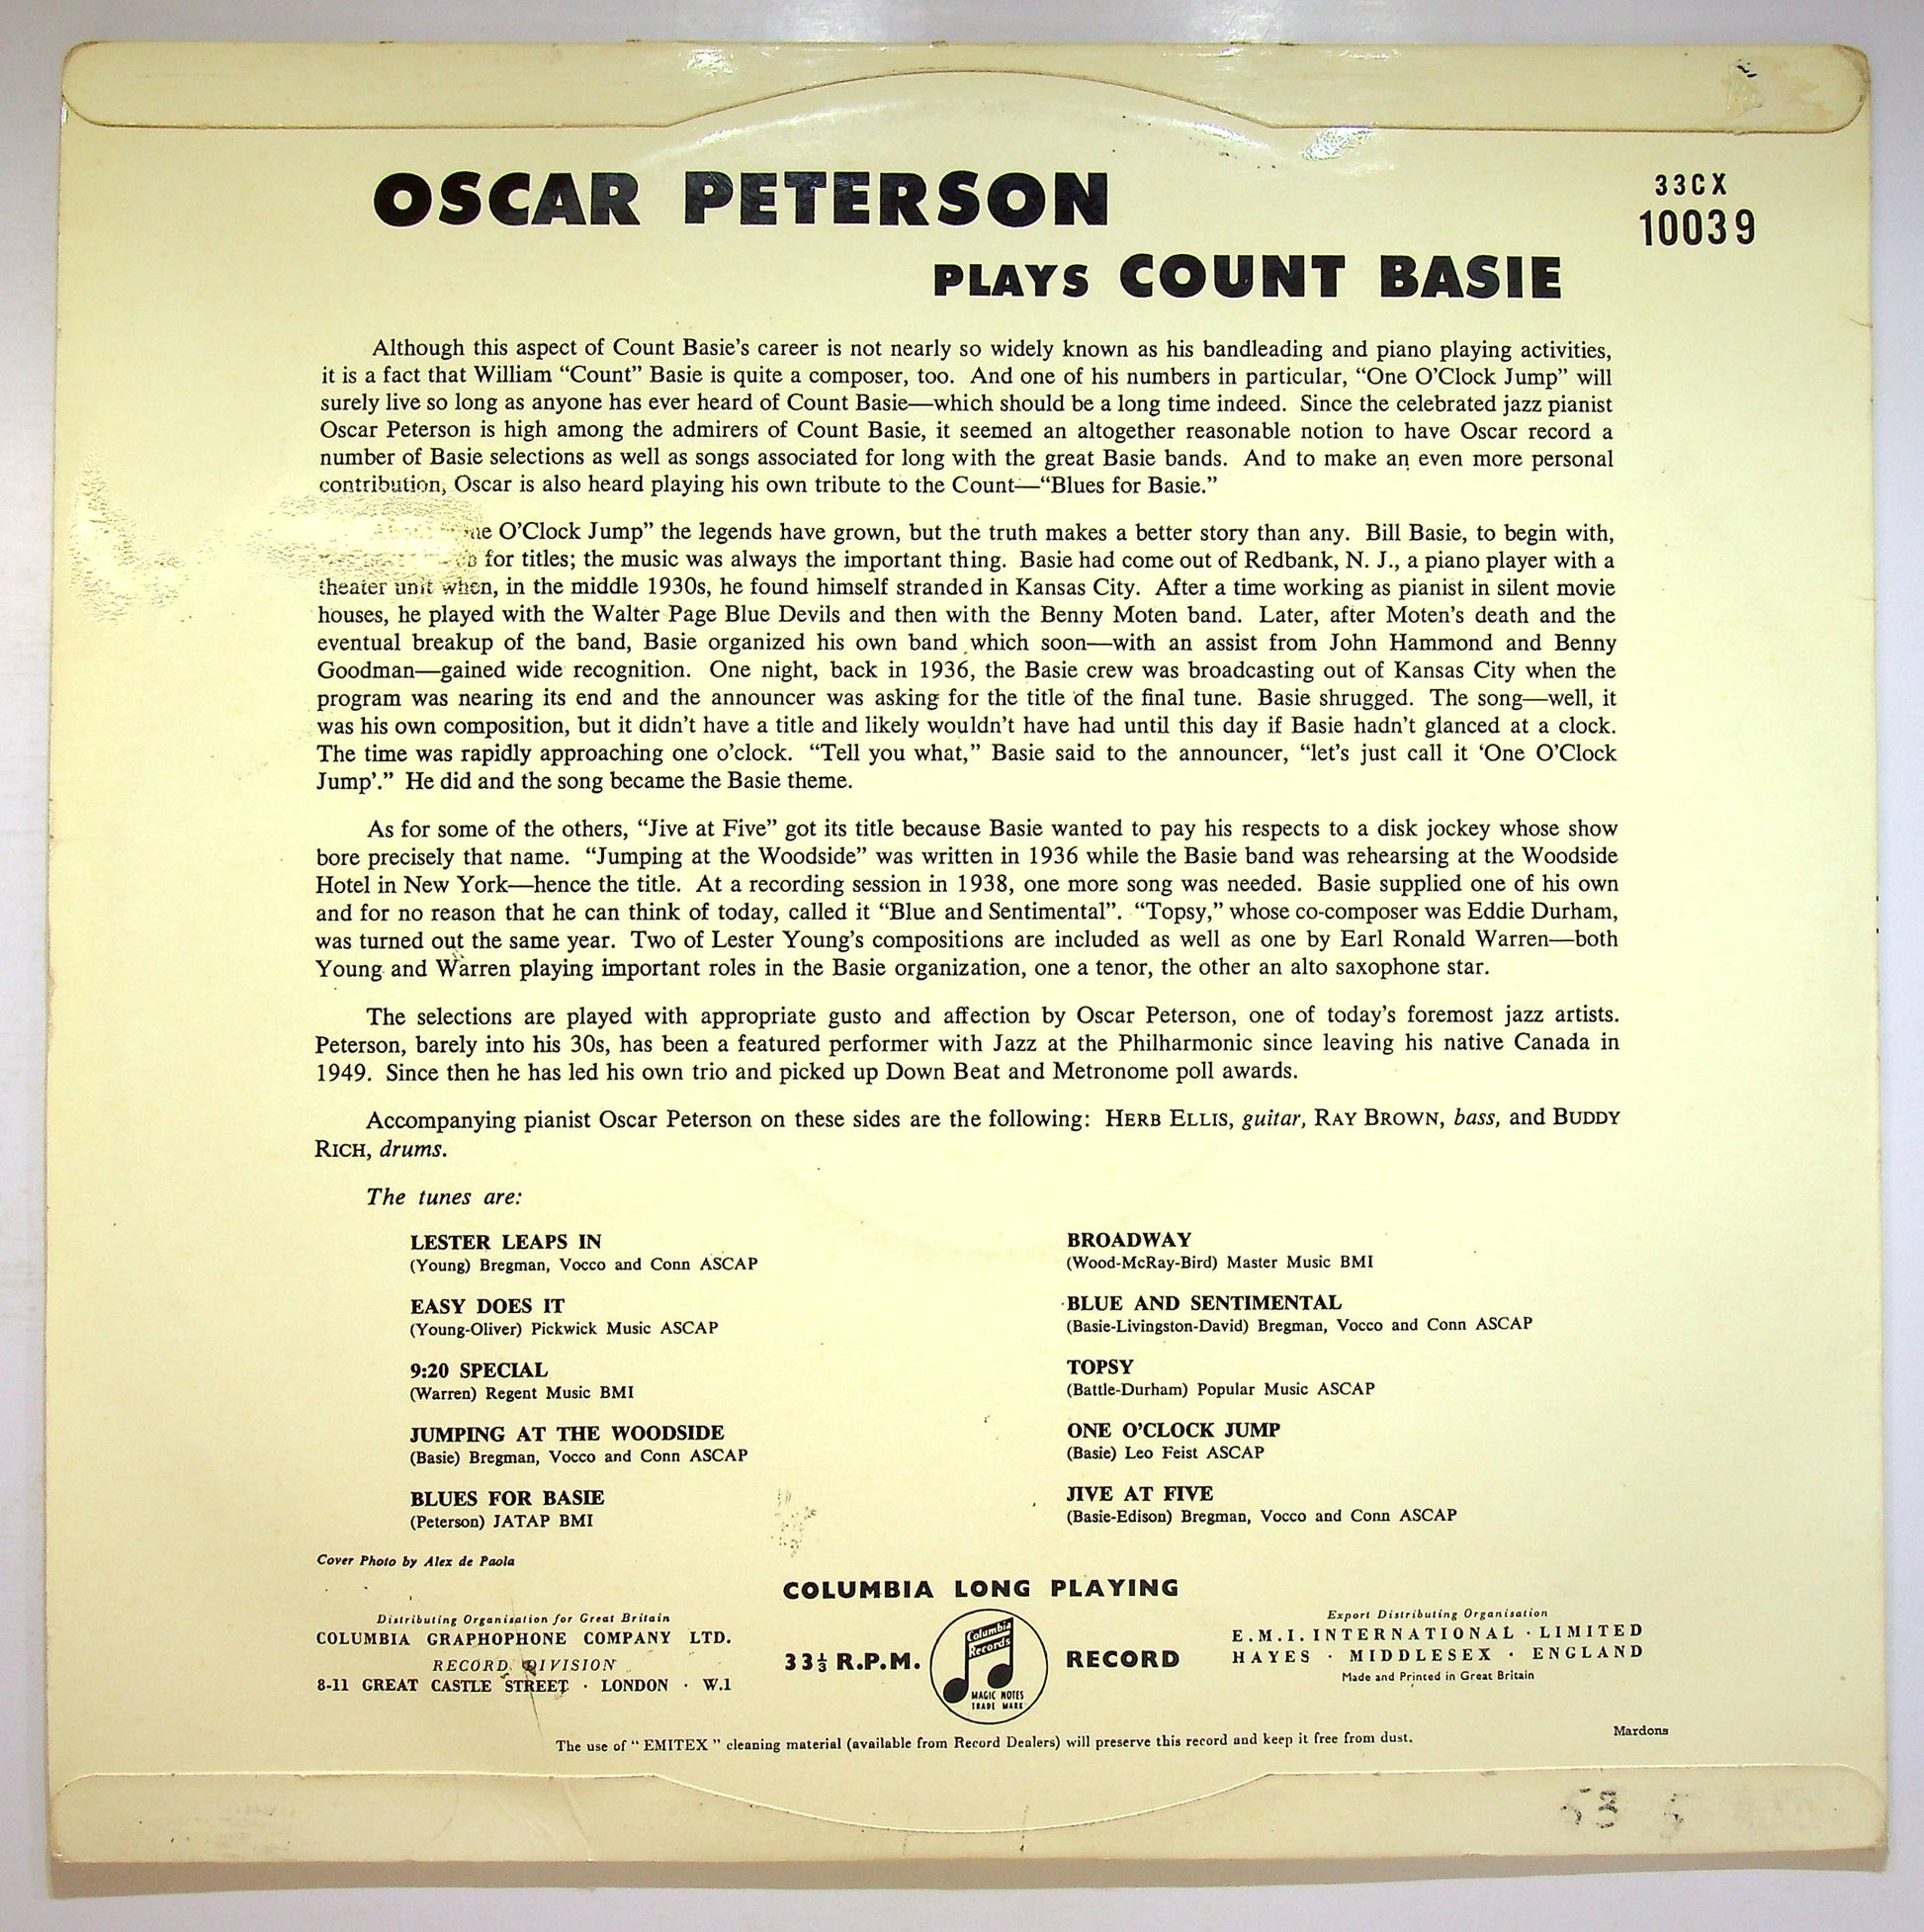 OSCAR PETERSON
PLAYS COUNT BASIE
33CX
10039
Although this aspect of Count Basie's career is not nearly so widely known as his bandleading and piano playing activities,
it is a fact that William “Count” Basie is quite a composer, too. And one of his numbers in particular, “One O'Clock Jump” will
surely live so long as anyone has ever heard of Count Basie—which should be a long time indeed. Since the celebrated jazz pianist
Oscar Peterson is high among the admirers of Count Basie, it seemed an altogether reasonable notion to have Oscar record a
number of Basie selections as well as songs associated for long with the great Basie bands. And to make an even more personal
contribution, Oscar is also heard playing his own tribute to the Count—“Blues for Basie.”
O'Clock Jump” the legends have grown, but the truth makes a better story than any. Bill Basie, to begin with,
for titles; the music was always the important thing. Basie had come out of Redbank, N. J., a piano player with a
theater unit when, in the middle 1930s, he found himself stranded in Kansas City. After a time working as pianist in silent movie
houses, he played with the Walter Page Blue Devils and then with the Benny Moten band. Later, after Moten's death and the
eventual breakup of the band, Basie organized his own band which soon—with an assist from John Hammond and Benny
Goodman—gained wide recognition. One night, back in 1936, the Basie crew was broadcasting out of Kansas City when the
program was nearing its end and the announcer was asking for the title of the final tune. Basie shrugged. The song—well, it
was his own composition, but it didn't have a title and likely wouldn't have had until this day if Basie hadn't glanced at a clock.
The time was rapidly approaching one o'clock. “Tell you what,” Basie said to the announcer, “let's just call it ‘One O'Clock
Jump’.” He did and the song became the Basie theme.
As for some of the others, “Jive at Five” got its title because Basie wanted to pay his respects to a disk jockey whose show
bore precisely that name. “Jumping at the Woodside” was written in 1936 while the Basie band was rehearsing at the Woodside
Hotel in New York—hence the title. At a recording session in 1938, one more song was needed. Basie supplied one of his own
and for no reason that he can think of today, called it “Blue and Sentimental”. “Topsy,” whose co-composer was Eddie Durham,
was turned out the same year. Two of Lester Young's compositions are included as well as one by Earl Ronald Warren—both
Young and Warren playing important roles in the Basie organization, one a tenor, the other an alto saxophone star.
The selections are played with appropriate gusto and affection by Oscar Peterson, one of today's foremost jazz artists.
Peterson, barely into his 30s, has been a featured performer with Jazz at the Philharmonic since leaving his native Canada in
1949. Since then he has led his own trio and picked up Down Beat and Metronome poll awards.
Accompanying pianist Oscar Peterson on these sides are the following: HERB ELLIS, guitar, RAY BROWN, bass, and BUDDY
RICH, drums.
The tunes are:
LESTER LEAPS IN
(Young) Bregman, Vocco and Conn ASCAP
EASY DOES IT
(Young-Oliver) Pickwick Music ASCAP
9:20 SPECIAL
(Warren) Regent Music BMI
JUMPING AT THE WOODSIDE
(Basie) Bregman, Vocco and Conn ASCAP
BLUES FOR BASIE
(Peterson) JATAP BMI
BROADWAY
(Wood-McRay-Bird) Master Music BMI
BLUE AND SENTIMENTAL
(Basie-Livingston-David) Bregman, Vocco and Conn ASCAP
TOPSY
(Battle-Durham) Popular Music ASCAP
ONE O'CLOCK JUMP
(Basie) Leo Feist ASCAP
JIVE AT FIVE
(Basie-Edison) Bregman, Vocco and Conn ASCAP
Cover Photo by Alex de Paola
Distributing Organisation for Great Britain
COLUMBIA GRAPHOPHONE COMPANY LTD.
RECORD DIVISION
8-11 GREAT CASTLE STREET · LONDON · W.1
COLUMBIA LONG PLAYING
33⅓ R.P.M.
Columbia
Records
MAGIC NOTES
TRADE MARK
RECORD
Export Distributing Organisation
E.M.I. INTERNATIONAL · LIMITED
HAYES · MIDDLESEX · ENGLAND
Made and Printed in Great Britain
The use of “ EMITEX ” cleaning material (available from Record Dealers) will preserve this record and keep it free from dust.
Mardons